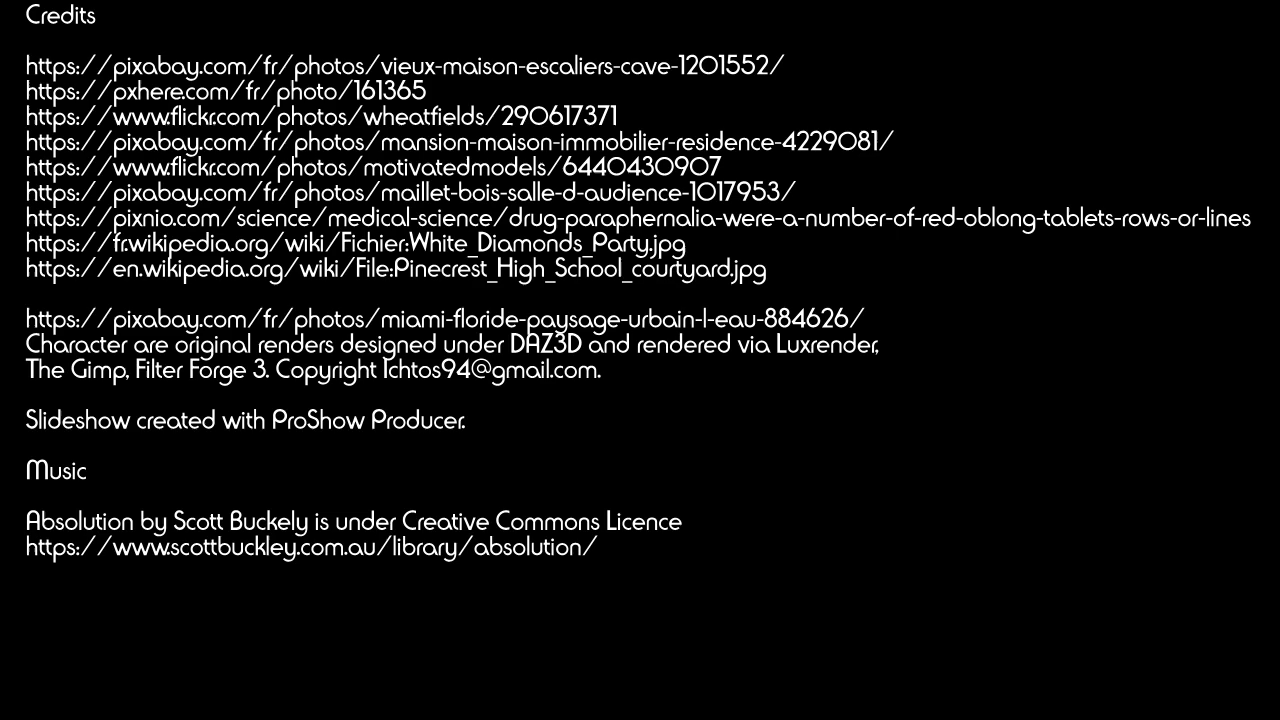 Credits
https://pixabay.com/fr/photos/vieux-maison-escaliers-cave-1201552/
https://pxhere.com/fr/photo/161365
https://www.flickr.com/photos/wheatfields/290617371
https://pixabay.com/fr/photos/mansion-maison-immobilier-residence-4229081/
https://www.flickr.com/photos/motivatedmodels/6440430907
https://pixabay.com/fr/photos/maillet-bois-salle-d-audience-1017953/
https://pixnio.com/science/medical-science/drug-paraphernalia-were-a-number-of-red-oblong-tablets-rows-or-lines
https://fr.wikipedia.org/wiki/Fichier:White_Diamonds_Party.jpg
https://en.wikipedia.org/wiki/File:Pinecrest_High_School_courtyard.jpg
https://pixabay.com/fr/photos/miami-floride-paysage-urbain-l-eau-884626/
Character are original renders designed under DAZ3D and rendered via Luxrender,
The Gimp, Filter Forge 3. Copyright Ichtos94@gmail.com.
Slideshow created with ProShow Producer.
Music
Absolution by Scott Buckely is under Creative Commons Licence
https://www.scottbuckley.com.au/library/absolution/